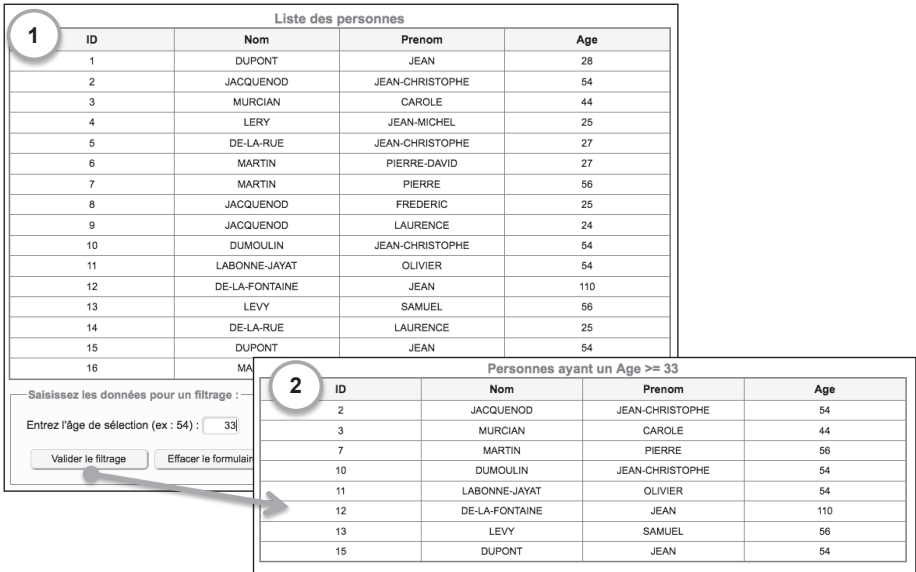 1
Liste des personnes
ID Nom Prenom Age
1 DUPONT JEAN 28
2 JACQUENOD JEAN-CHRISTOPHE 54
3 MURCIAN CAROLE 44
4 LERY JEAN-MICHEL 25
5 DE-LA-RUE JEAN-CHRISTOPHE 27
6 MARTIN PIERRE-DAVID 27
7 MARTIN PIERRE 56
8 JACQUENOD FREDERIC 25
9 JACQUENOD LAURENCE 24
10 DUMOULIN JEAN-CHRISTOPHE 54
11 LABONNE-JAYAT OLIVIER 54
12 DE-LA-FONTAINE JEAN 110
13 LEVY SAMUEL 56
14 DE-LA-RUE LAURENCE 25
15 DUPONT JEAN 54
16 MA
Saisissez les données pour un filtrage :
Entrez l'âge de sélection (ex : 54) : 33
Valider le filtrage Effacer le formulair
2
Personnes ayant un Age >= 33
ID Nom Prenom Age
2 JACQUENOD JEAN-CHRISTOPHE 54
3 MURCIAN CAROLE 44
7 MARTIN PIERRE 56
10 DUMOULIN JEAN-CHRISTOPHE 54
11 LABONNE-JAYAT OLIVIER 54
12 DE-LA-FONTAINE JEAN 110
13 LEVY SAMUEL 56
15 DUPONT JEAN 54